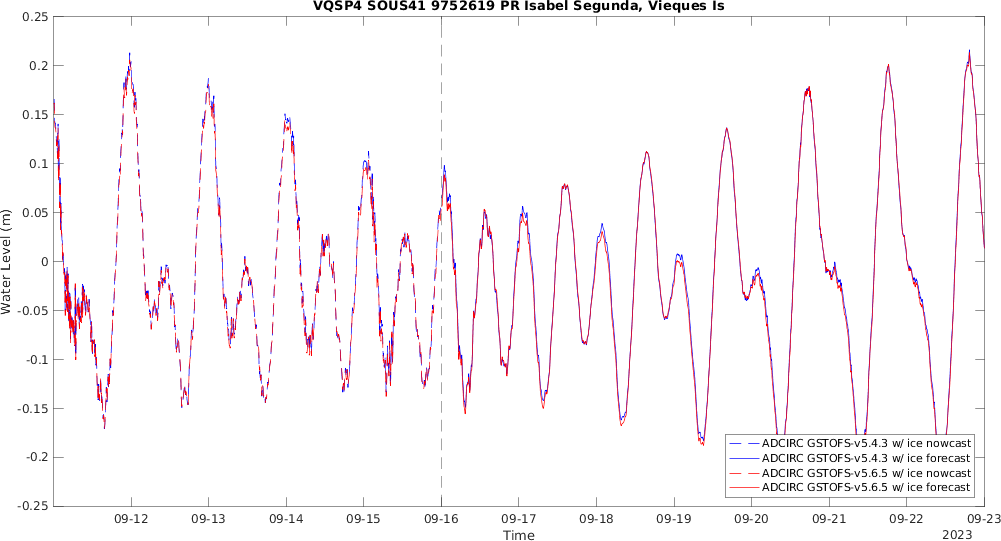 VQSP4 SOUS41 9752619 PR Isabel Segunda, Vieques Is
0.25
0.2
0.15
0.1
0.05
0
-0.05
-0.1
-0.15
-0.2
-0.25
Water Level (m)
ADCIRC GSTOFS-v5.4.3 w/ ice nowcast
ADCIRC GSTOFS-v5.4.3 w/ ice forecast
ADCIRC GSTOFS-v5.6.5 w/ ice nowcast
ADCIRC GSTOFS-v5.6.5 w/ ice forecast
09-12 09-13 09-14 09-15 09-16 09-17 09-18 09-19 09-20 09-21 09-22 09-23
Time
2023